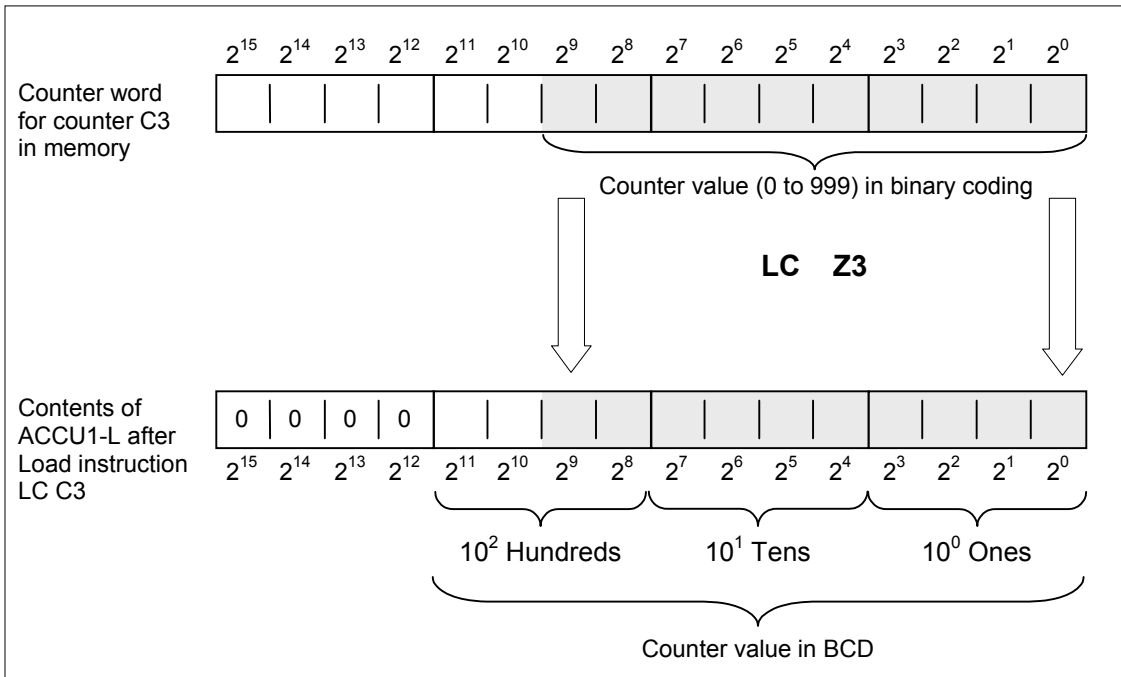 2^15 2^14 2^13 2^12 2^11 2^10 2^9 2^8 2^7 2^6 2^5 2^4 2^3 2^2 2^1 2^0
Counter word
for counter C3
in memory
Counter value (0 to 999) in binary coding
LC Z3
Contents of
ACCU1-L after
Load instruction
LC C3
0 0 0 0
2^15 2^14 2^13 2^12 2^11 2^10 2^9 2^8 2^7 2^6 2^5 2^4 2^3 2^2 2^1 2^0
10^2 Hundreds 10^1 Tens 10^0 Ones
Counter value in BCD